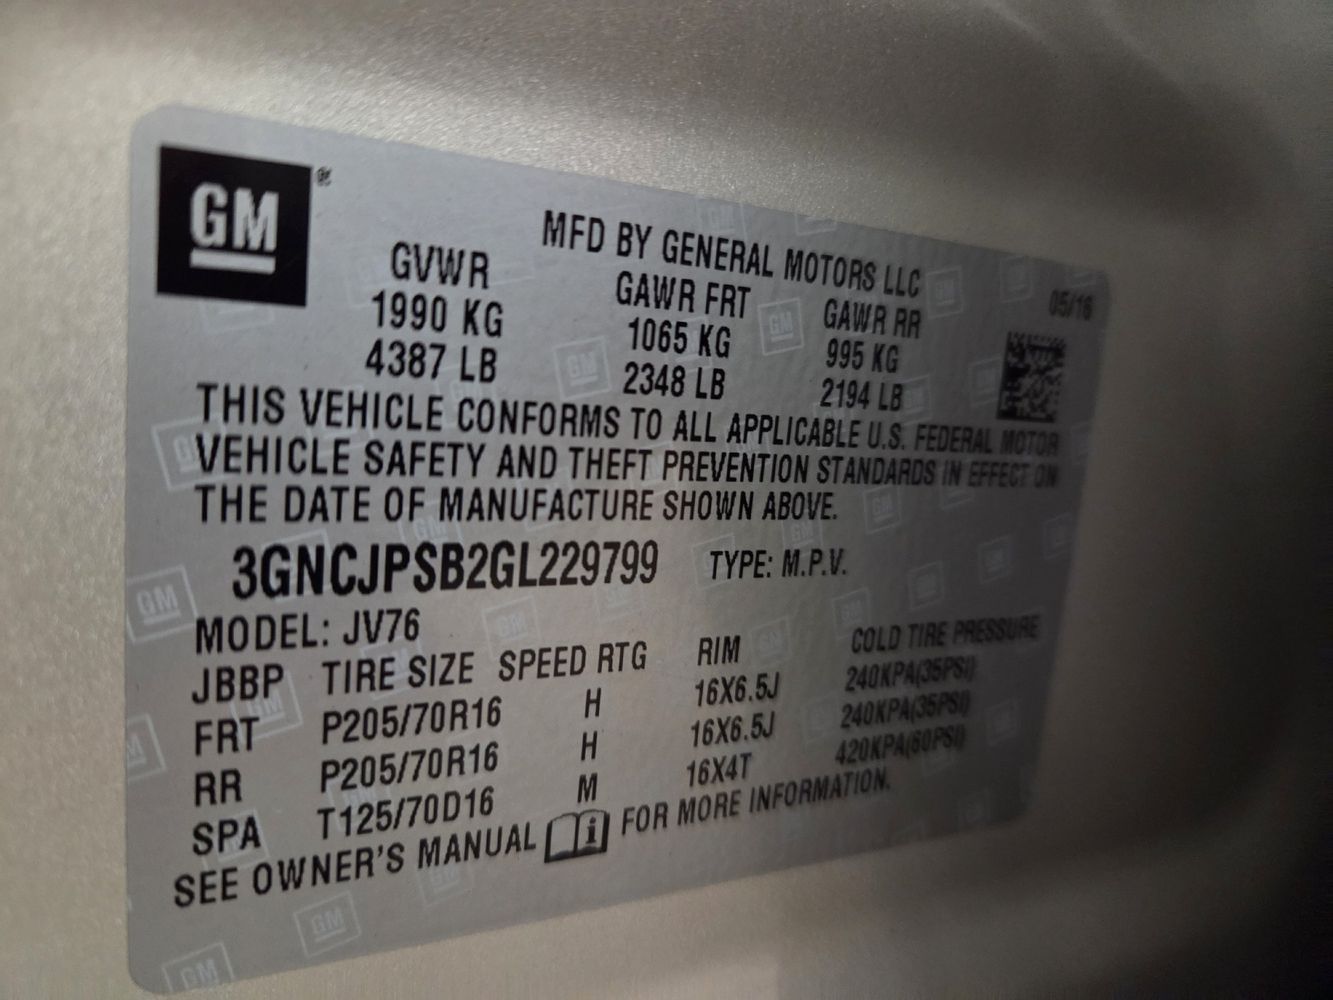 GM ®
MFD BY GENERAL MOTORS LLC
05/16
GVWR GAWR FRT GAWR RR
1990 KG 1065 KG 995 KG
4387 LB 2348 LB 2194 LB
THIS VEHICLE CONFORMS TO ALL APPLICABLE U.S. FEDERAL MOTOR
VEHICLE SAFETY AND THEFT PREVENTION STANDARDS IN EFFECT ON
THE DATE OF MANUFACTURE SHOWN ABOVE.
3GNCJPSB2GL229799 TYPE: M.P.V.
MODEL: JV76
JBBP TIRE SIZE SPEED RTG RIM COLD TIRE PRESSURE
FRT P205/70R16 H 16X6.5J 240KPA(35PSI)
RR P205/70R16 H 16X6.5J 240KPA(35PSI)
SPA T125/70D16 M 16X4T 420KPA(60PSI)
SEE OWNER'S MANUAL i FOR MORE INFORMATION.